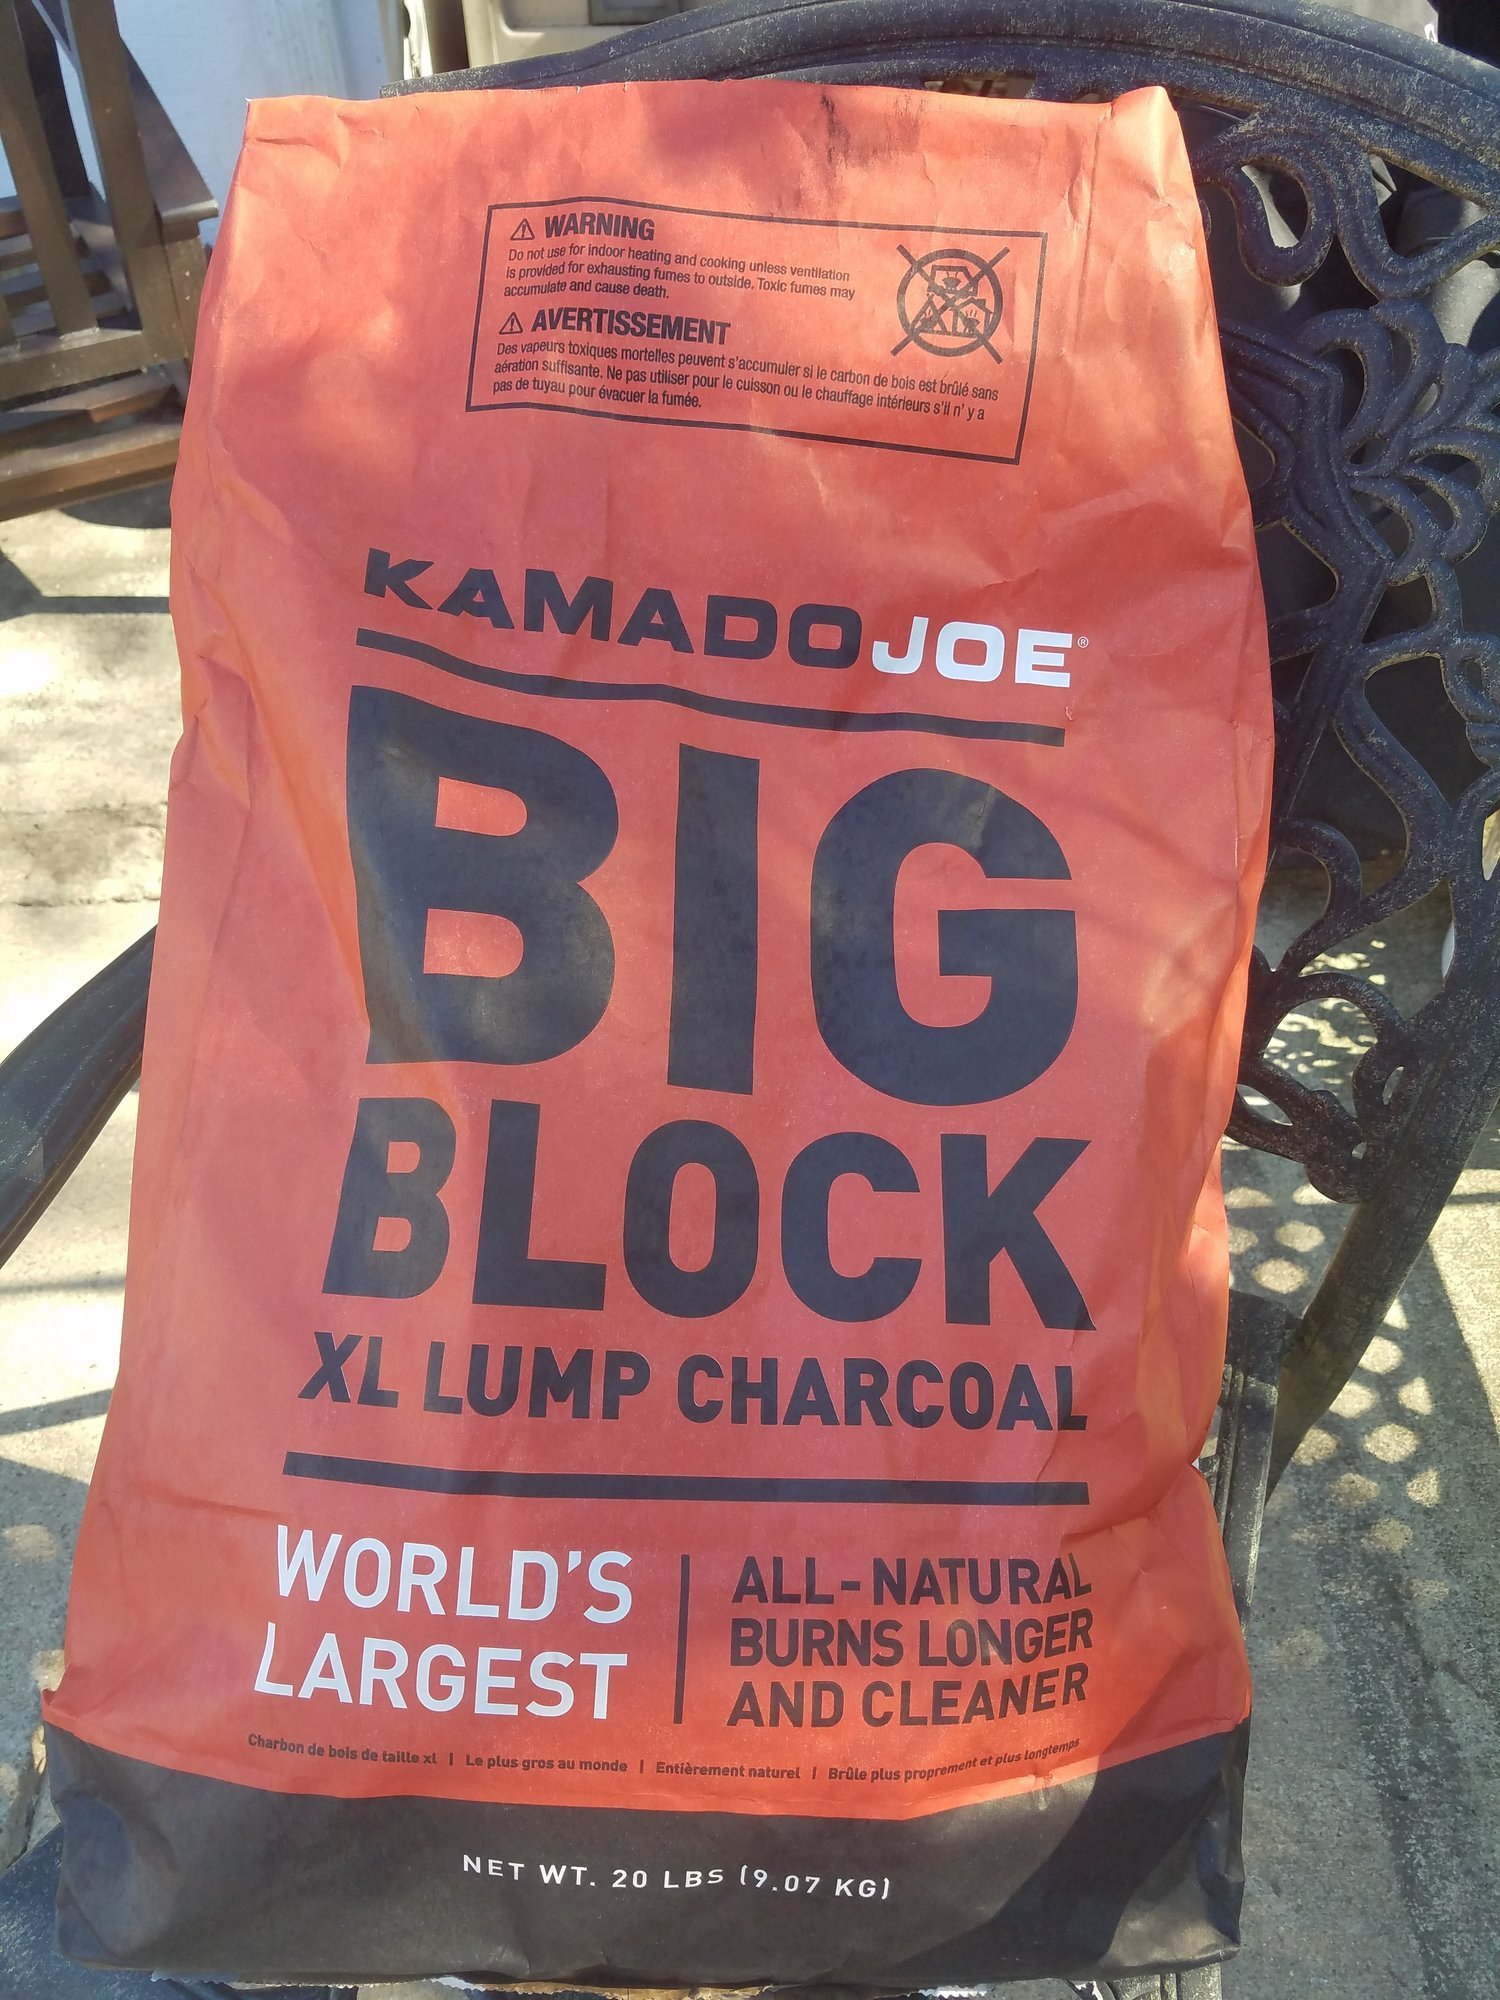 ⚠ WARNING
Do not use for indoor heating and cooking unless ventilation
is provided for exhausting fumes to outside. Toxic fumes may
accumulate and cause death.
⚠ AVERTISSEMENT
Des vapeurs toxiques mortelles peuvent s'accumuler si le carbon de bois est brûlé sans
aération suffisante. Ne pas utiliser pour le cuisson ou le chauffage intérieurs s'il n' y a
pas de tuyau pour évacuer la fumée.
KAMADOJOE®
BIG
BLOCK
XL LUMP CHARCOAL
WORLD'S
LARGEST
ALL-NATURAL
BURNS LONGER
AND CLEANER
Charbon de bois de taille xl | Le plus gros au monde | Entièrement naturel | Brûle plus proprement et plus longtemps
NET WT. 20 LBS (9.07 KG)